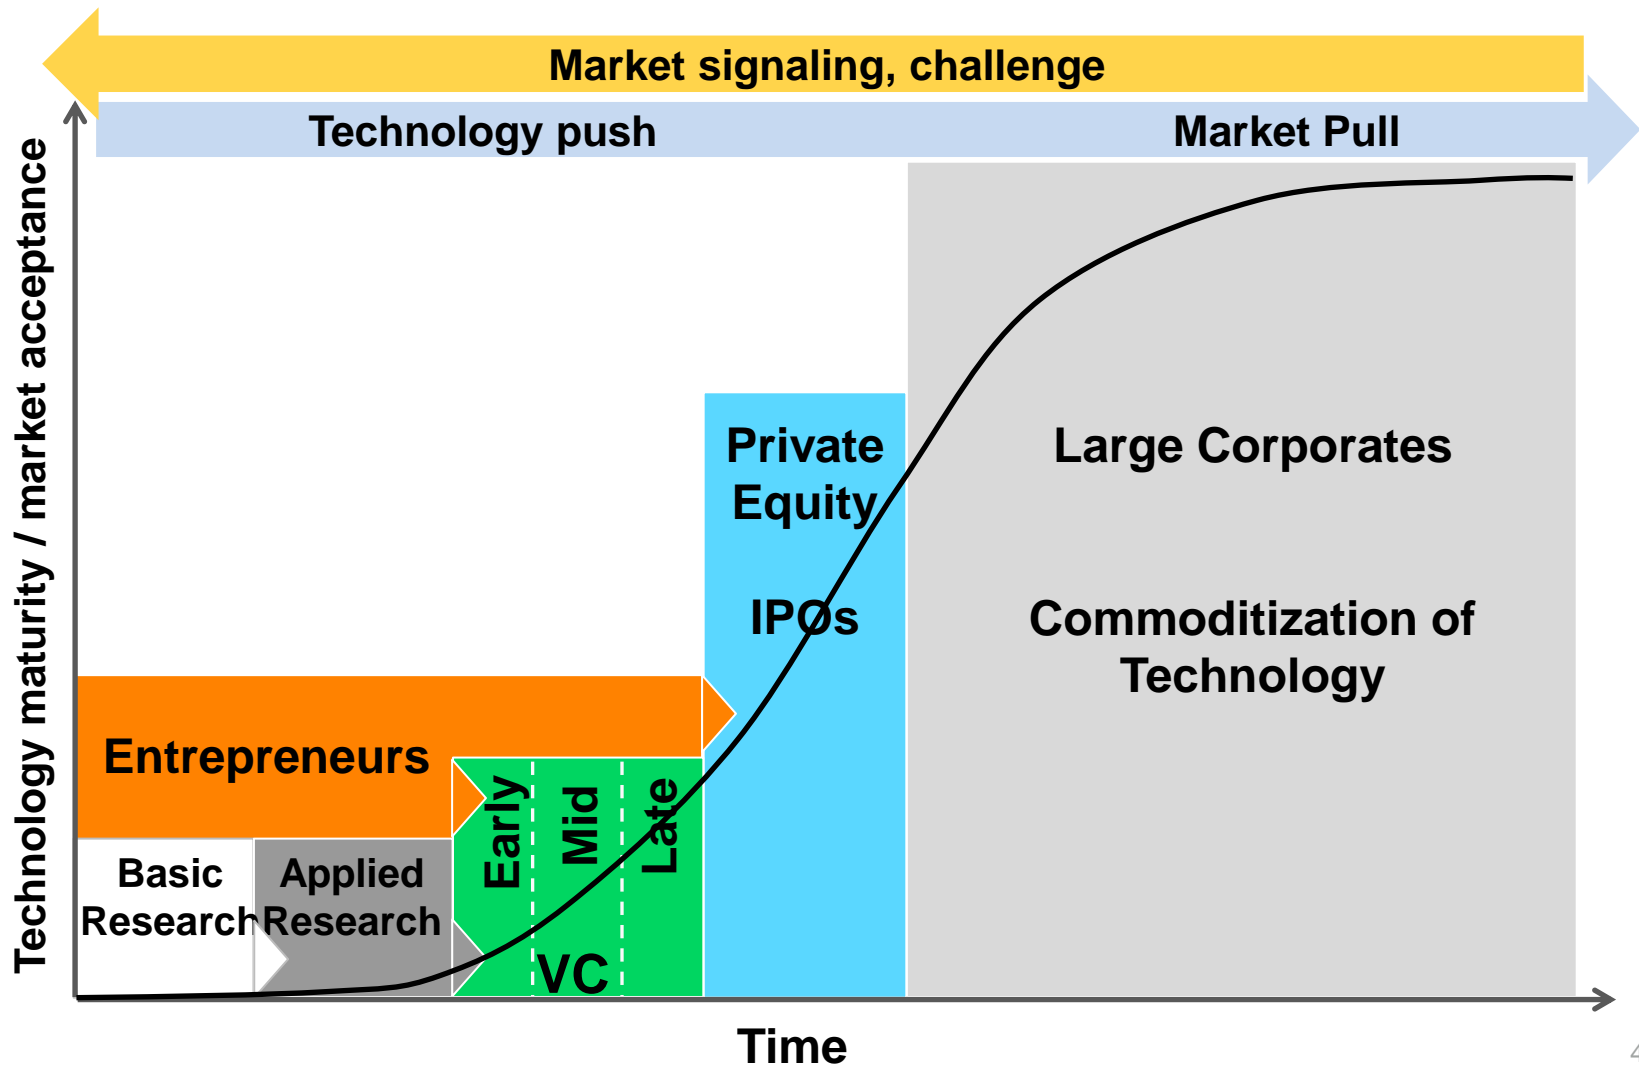 Market signaling, challenge
Technology push
Market Pull
Technology maturity / market acceptance
Private
Equity
IPOs
Large Corporates
Commoditization of
Technology
Entrepreneurs
Basic
Research
Applied
Research
Early
Mid
Late
VC
Time
4